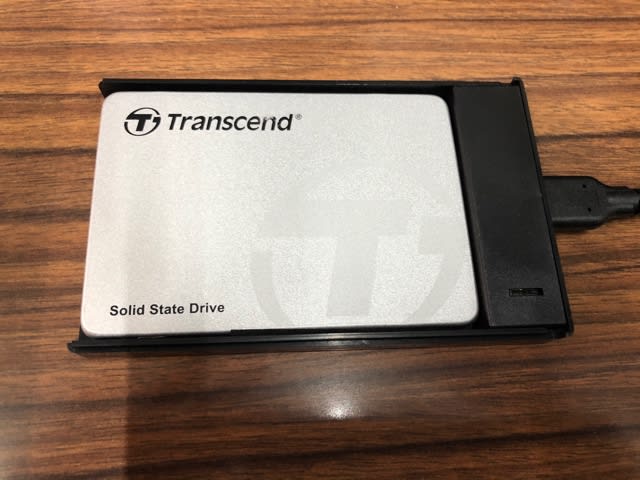 Transcend®
Solid State Drive